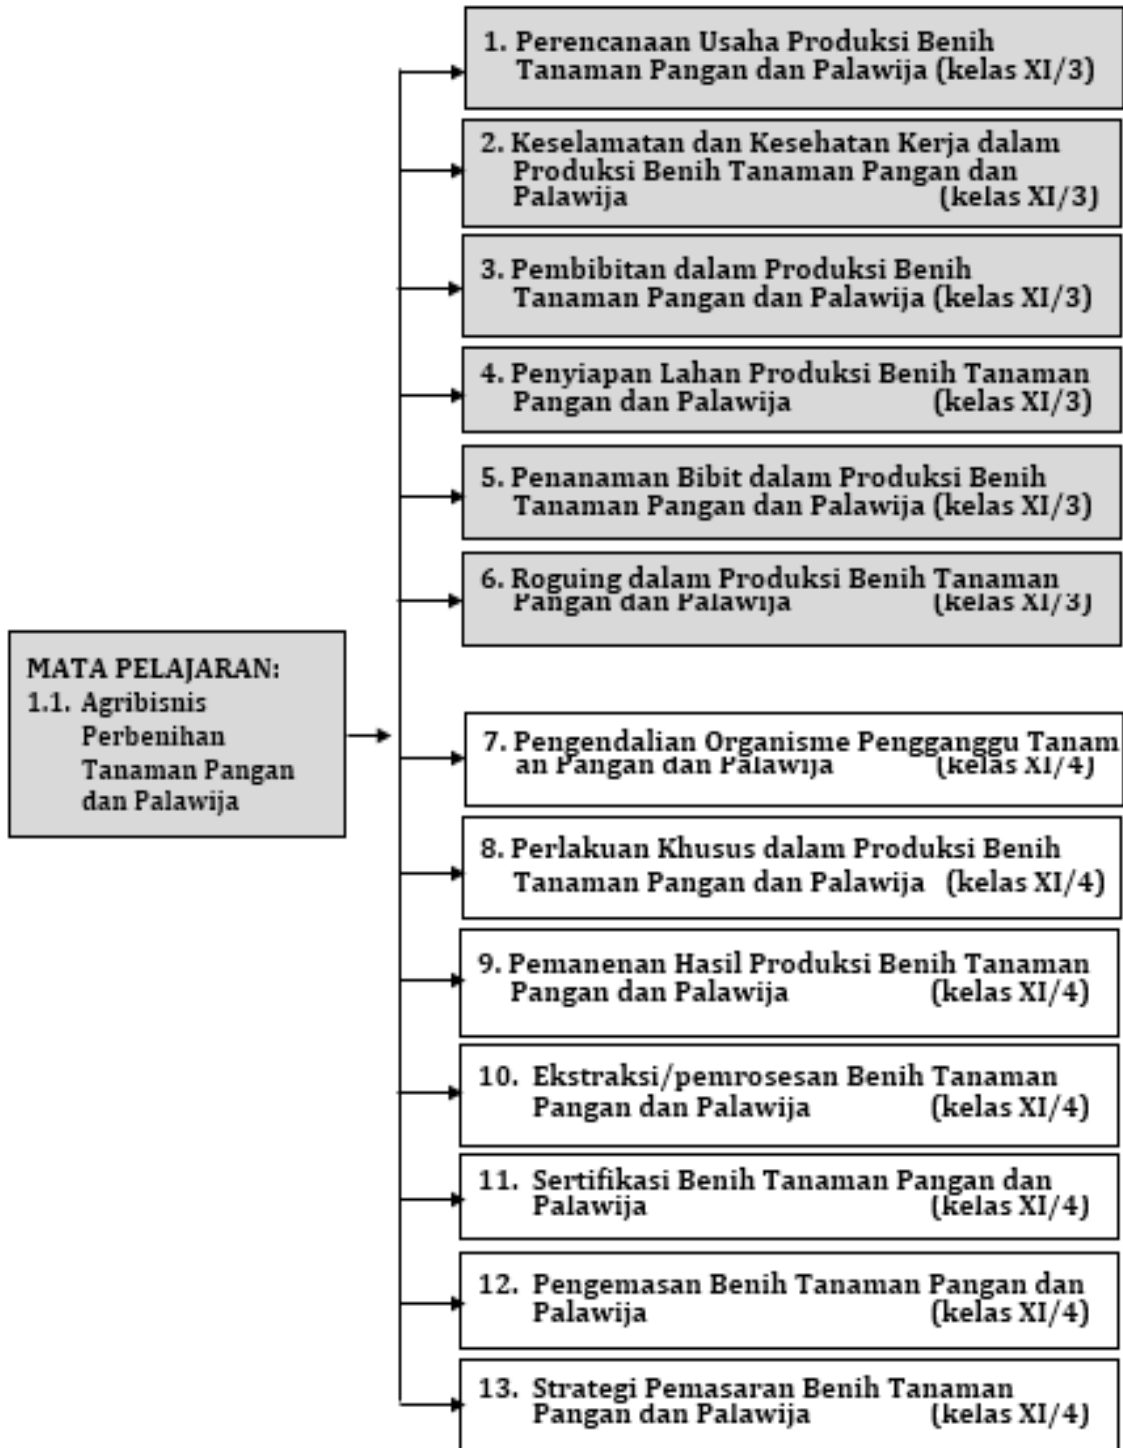 1. Perencanaan Usaha Produksi Benih
Tanaman Pangan dan Palawija (kelas XI/3)
2. Keselamatan dan Kesehatan Kerja dalam
Produksi Benih Tanaman Pangan dan
Palawija (kelas XI/3)
3. Pembibitan dalam Produksi Benih
Tanaman Pangan dan Palawija (kelas XI/3)
4. Penyiapan Lahan Produksi Benih Tanaman
Pangan dan Palawija (kelas XI/3)
5. Penanaman Bibit dalam Produksi Benih
Tanaman Pangan dan Palawija (kelas XI/3)
6. Roguing dalam Produksi Benih Tanaman
Pangan dan Palawija (kelas XI/3)
MATA PELAJARAN:
1.1. Agribisnis
Perbenihan
Tanaman Pangan
dan Palawija
7. Pengendalian Organisme Pengganggu Tanam
an Pangan dan Palawija (kelas XI/4)
8. Perlakuan Khusus dalam Produksi Benih
Tanaman Pangan dan Palawija (kelas XI/4)
9. Pemanenan Hasil Produksi Benih Tanaman
Pangan dan Palawija (kelas XI/4)
10. Ekstraksi/pemrosesan Benih Tanaman
Pangan dan Palawija (kelas XI/4)
11. Sertifikasi Benih Tanaman Pangan dan
Palawija (kelas XI/4)
12. Pengemasan Benih Tanaman Pangan dan
Palawija (kelas XI/4)
13. Strategi Pemasaran Benih Tanaman
Pangan dan Palawija (kelas XI/4)